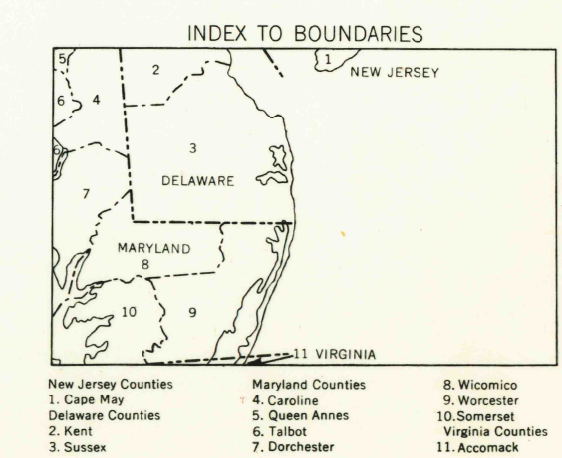 INDEX TO BOUNDARIES
5
2
1
NEW JERSEY
6
4
3
6
DELAWARE
7
MARYLAND
8
10
9
11 VIRGINIA
New Jersey Counties
1. Cape May
Delaware Counties
2. Kent
3. Sussex
Maryland Counties
4. Caroline
5. Queen Annes
6. Talbot
7. Dorchester
8. Wicomico
9. Worcester
10. Somerset
Virginia Counties
11. Accomack